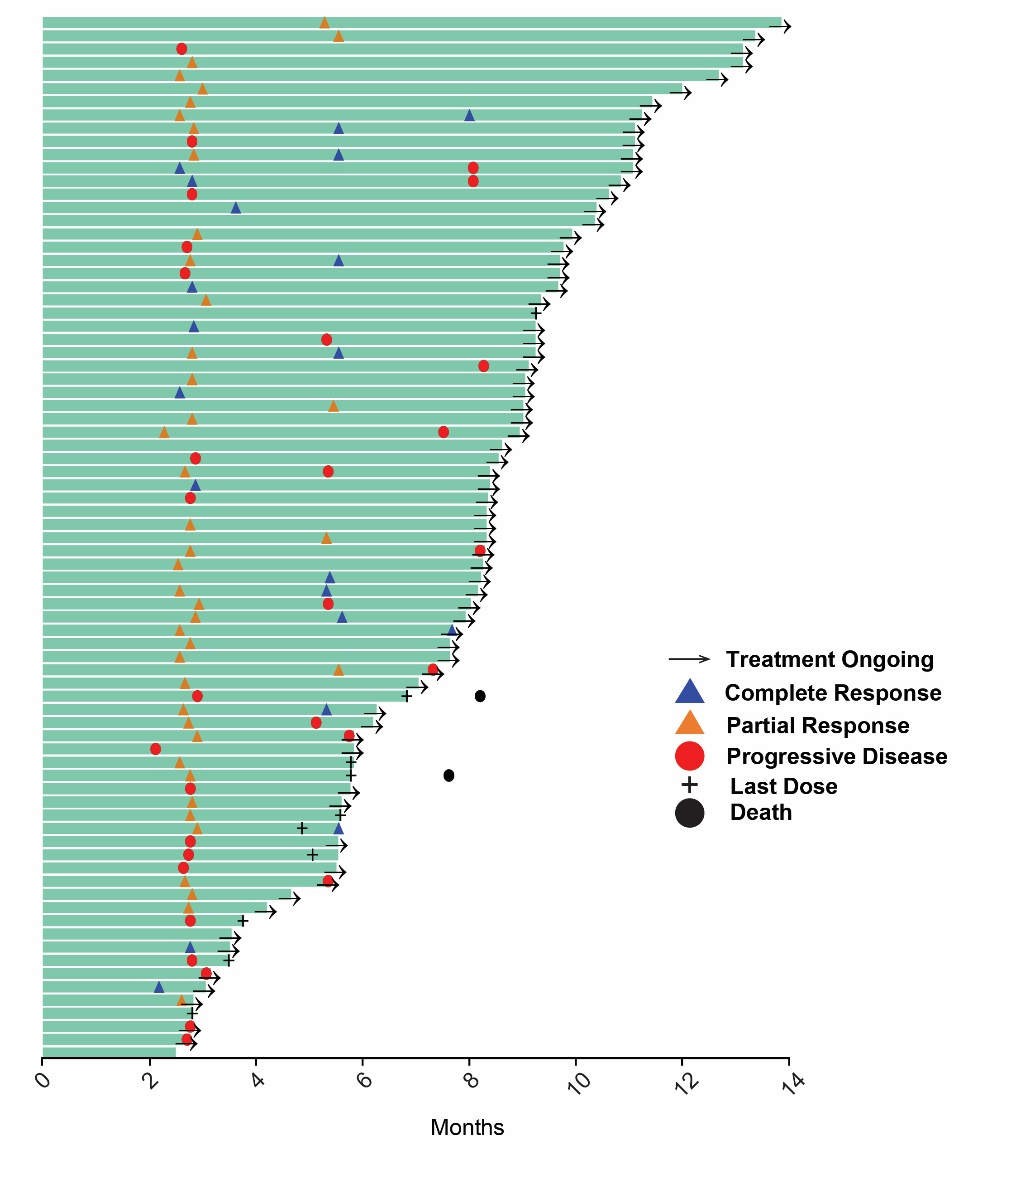 Treatment Ongoing
Complete Response
Partial Response
Progressive Disease
Last Dose
Death
0 2 4 6 8 10 12 14
Months